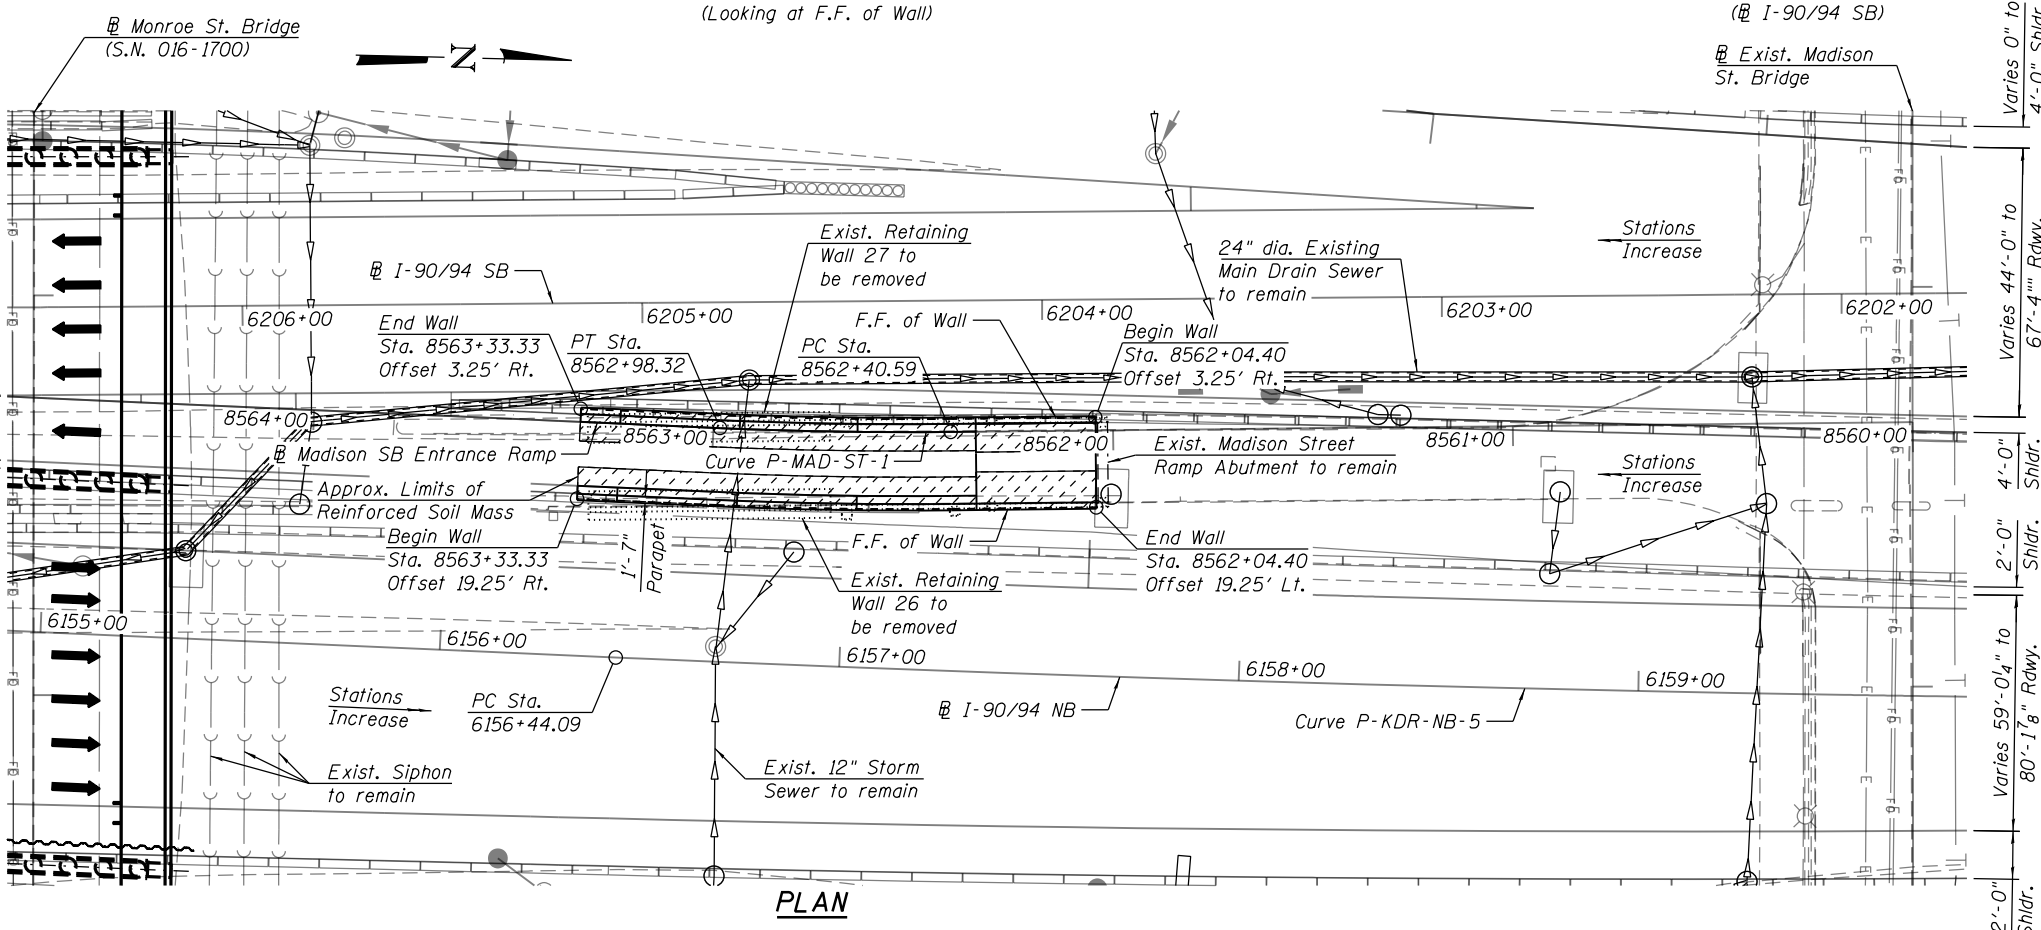 (Looking at F.F. of Wall)
(℄ I-90/94 SB)
℄ Monroe St. Bridge
(S.N. 016-1700)
N
℄ Exist. Madison
St. Bridge
Varies 0" to
4'-0" Shldr.
Exist. Retaining
Wall 27 to
be removed
24" dia. Existing
Main Drain Sewer
to remain
Stations
Increase
℄ I-90/94 SB
6206+00
6205+00
6204+00
6203+00
6202+00
Varies 44'-0" to
67'-4"" Rdwy.
End Wall
Sta. 8563+33.33
Offset 3.25' Rt.
PT Sta.
8562+98.32
PC Sta.
8562+40.59
F.F. of Wall
Begin Wall
Sta. 8562+04.40
Offset 3.25' Rt.
8564+00
8563+00
8562+00
8561+00
8560+00
℄ Madison SB Entrance Ramp
Curve P-MAD-ST-1
Exist. Madison Street
Ramp Abutment to remain
Stations
Increase
4'-0"
Shldr.
Approx. Limits of
Reinforced Soil Mass
Begin Wall
Sta. 8563+33.33
Offset 19.25' Rt.
1'-7"
Parapet
F.F. of Wall
Exist. Retaining
Wall 26 to
be removed
End Wall
Sta. 8562+04.40
Offset 19.25' Lt.
2'-0"
Shldr.
6155+00
6156+00
6157+00
6158+00
6159+00
Stations
Increase
PC Sta.
6156+44.09
℄ I-90/94 NB
Curve P-KDR-NB-5
Varies 59'-0¼" to
80'-1⅞" Rdwy.
Exist. Siphon
to remain
Exist. 12" Storm
Sewer to remain
2'-0"
Shldr.
PLAN